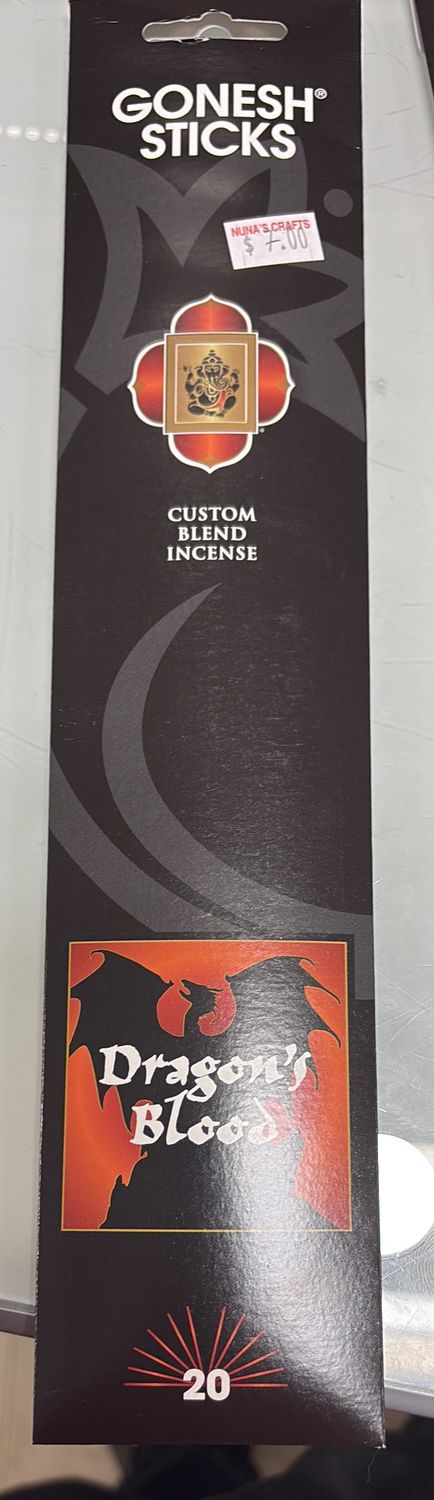 GONESH®
STICKS
NUNA'S CRAFTS
$ 7.00
CUSTOM
BLEND
INCENSE
Dragon's
Blood
20